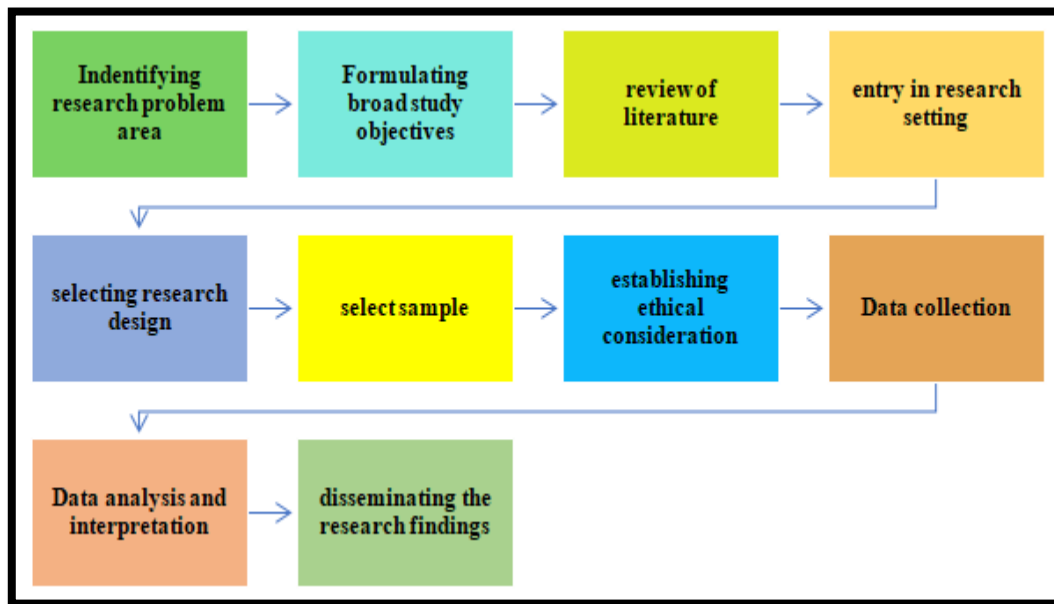 Indentifying
research problem
area
Formulating
broad study
objectives
review of
literature
entry in research
setting
selecting research
design
select sample
establishing
ethical
consideration
Data collection
Data analysis and
interpretation
disseminating the
research findings